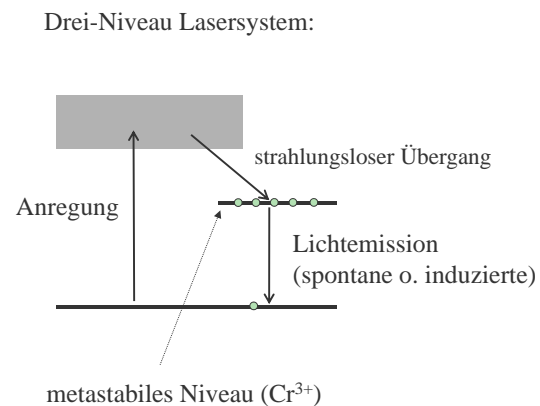 Drei-Niveau Lasersystem:
strahlungsloser Übergang
Anregung
Lichtemission
(spontane o. induzierte)
metastabiles Niveau (Cr³⁺)